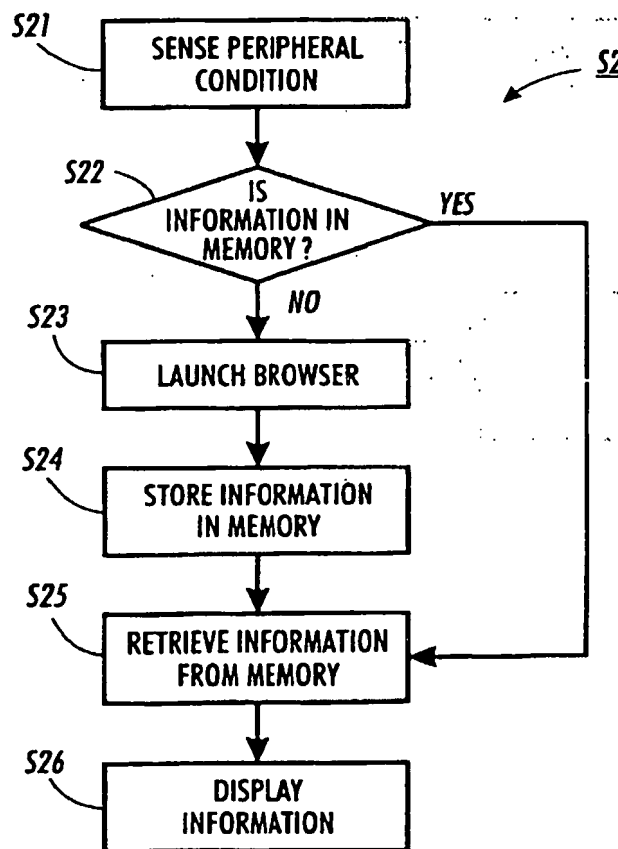 S21
SENSE PERIPHERAL
CONDITION
S2
S22
IS
INFORMATION IN
MEMORY?
YES
NO
S23
LAUNCH BROWSER
S24
STORE INFORMATION
IN MEMORY
S25
RETRIEVE INFORMATION
FROM MEMORY
S26
DISPLAY
INFORMATION